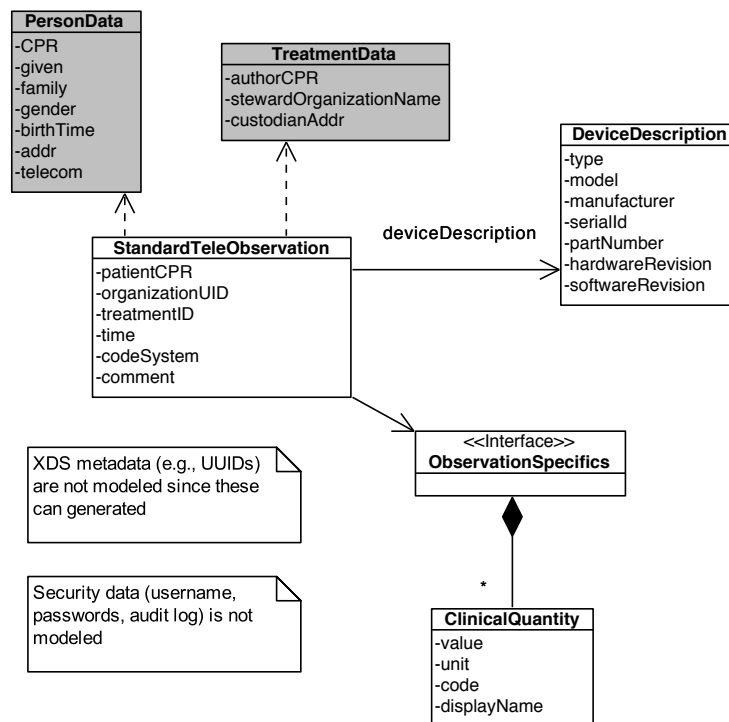 PersonData
-CPR
-given
-family
-gender
-birthTime
-addr
-telecom
TreatmentData
-authorCPR
-stewardOrganizationName
-custodianAddr
DeviceDescription
-type
-model
-manufacturer
-serialId
-partNumber
-hardwareRevision
-softwareRevision
deviceDescription
StandardTeleObservation
-patientCPR
-organizationUID
-treatmentID
-time
-codeSystem
-comment
<<Interface>>
ObservationSpecifics
XDS metadata (e.g., UUIDs)
are not modeled since these
can generated
Security data (username,
passwords, audit log) is not
modeled
*
ClinicalQuantity
-value
-unit
-code
-displayName